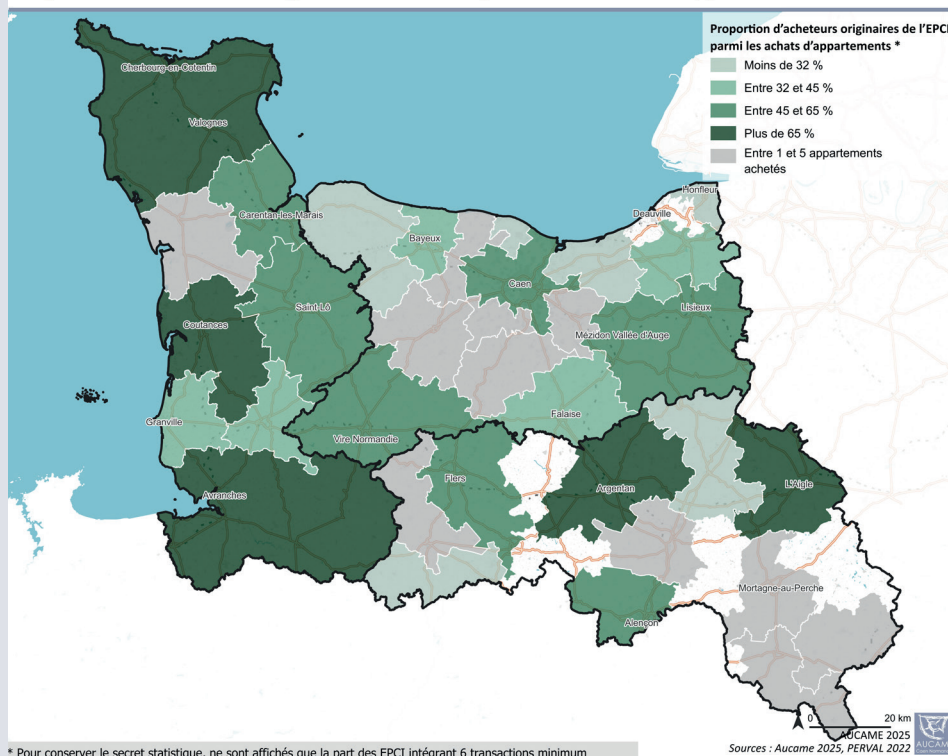 Proportion d'acheteurs originaires de l'EPCI
parmi les achats d'appartements *
Moins de 32 %
Entre 32 et 45 %
Entre 45 et 65 %
Plus de 65 %
Entre 1 et 5 appartements
achetés
Cherbourg-en-Cotentin
Valognes
Honfleur
Deauville
Carentan-les-Marais
Bayeux
Caen
Saint Lô
Lisieux
Coutances
Mézidon Vallée d'Auge
Granville
Falaise
Vire Normandie
Flers
Argentan
L'Aigle
Avranches
Mortagne-au-Perche
Alençon
0 20 km
AUCAME 2025
Sources : Aucame 2025, PERVAL 2022
AUCAME
* Pour conserver le secret statistique, ne sont affichés que la part des EPCI intégrant 6 transactions minimum